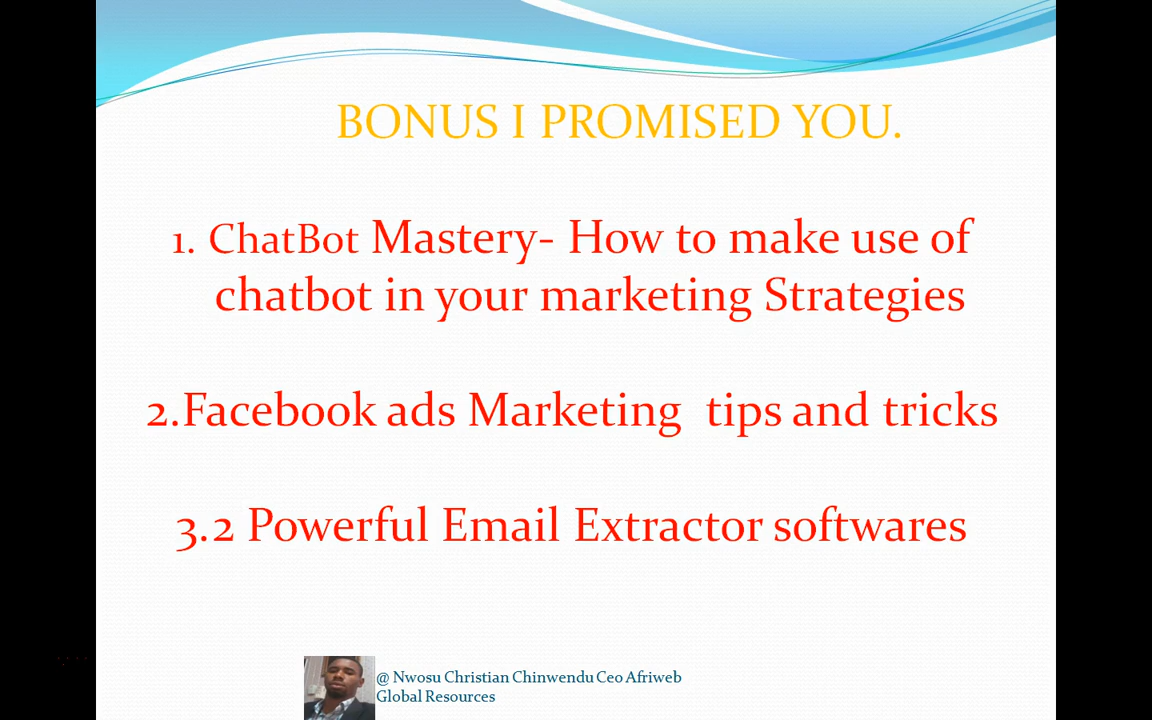 BONUS I PROMISED YOU.
1. ChatBot Mastery- How to make use of
chatbot in your marketing Strategies
2.Facebook ads Marketing tips and tricks
3.2 Powerful Email Extractor softwares
@ Nwosu Christian Chinwendu Ceo Afriweb
Global Resources